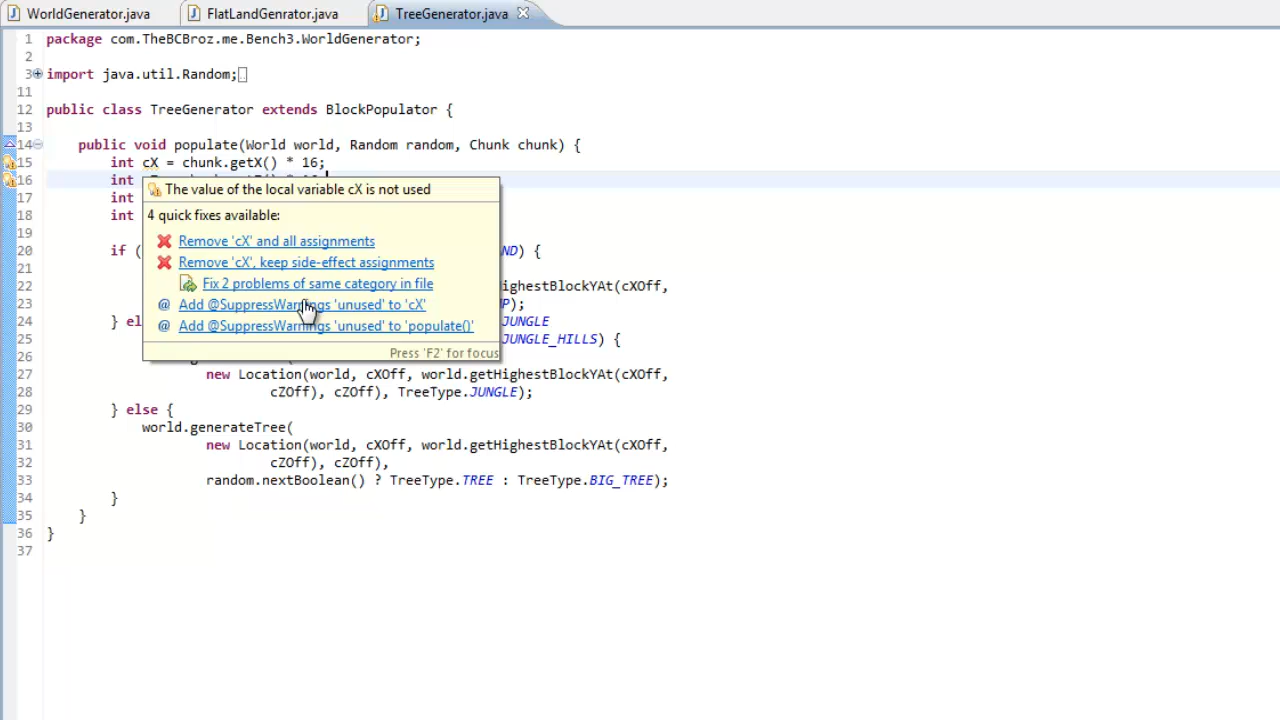 WorldGenerator.java FlatLandGenrator.java TreeGenerator.java
1 package com.TheBCBroz.me.Bench3.WorldGenerator;
2
3 import java.util.Random;
11
12 public class TreeGenerator extends BlockPopulator {
13
14 public void populate(World world, Random random, Chunk chunk) {
15 int cX = chunk.getX() * 16;
16 int
The value of the local variable cX is not used
17 int
18 int 4 quick fixes available:
19
Remove 'cX' and all assignments
20 if ( ND) {
Remove 'cX', keep side-effect assignments
21
Fix 2 problems of same category in file
22 ighestBlockYAt(cXOff,
Add @SuppressWarnings 'unused' to 'cX'
23 P);
24 } el JUNGLE
Add @SuppressWarnings 'unused' to 'populate()'
25 JUNGLE_HILLS) {
Press 'F2' for focus
26
27 new Location(world, cXOff, world.getHighestBlockYAt(cXOff,
28 cZOff), cZOff), TreeType.JUNGLE);
29 } else {
30 world.generateTree(
31 new Location(world, cXOff, world.getHighestBlockYAt(cXOff,
32 cZOff), cZOff),
33 random.nextBoolean() ? TreeType.TREE : TreeType.BIG_TREE);
34 }
35 }
36 }
37